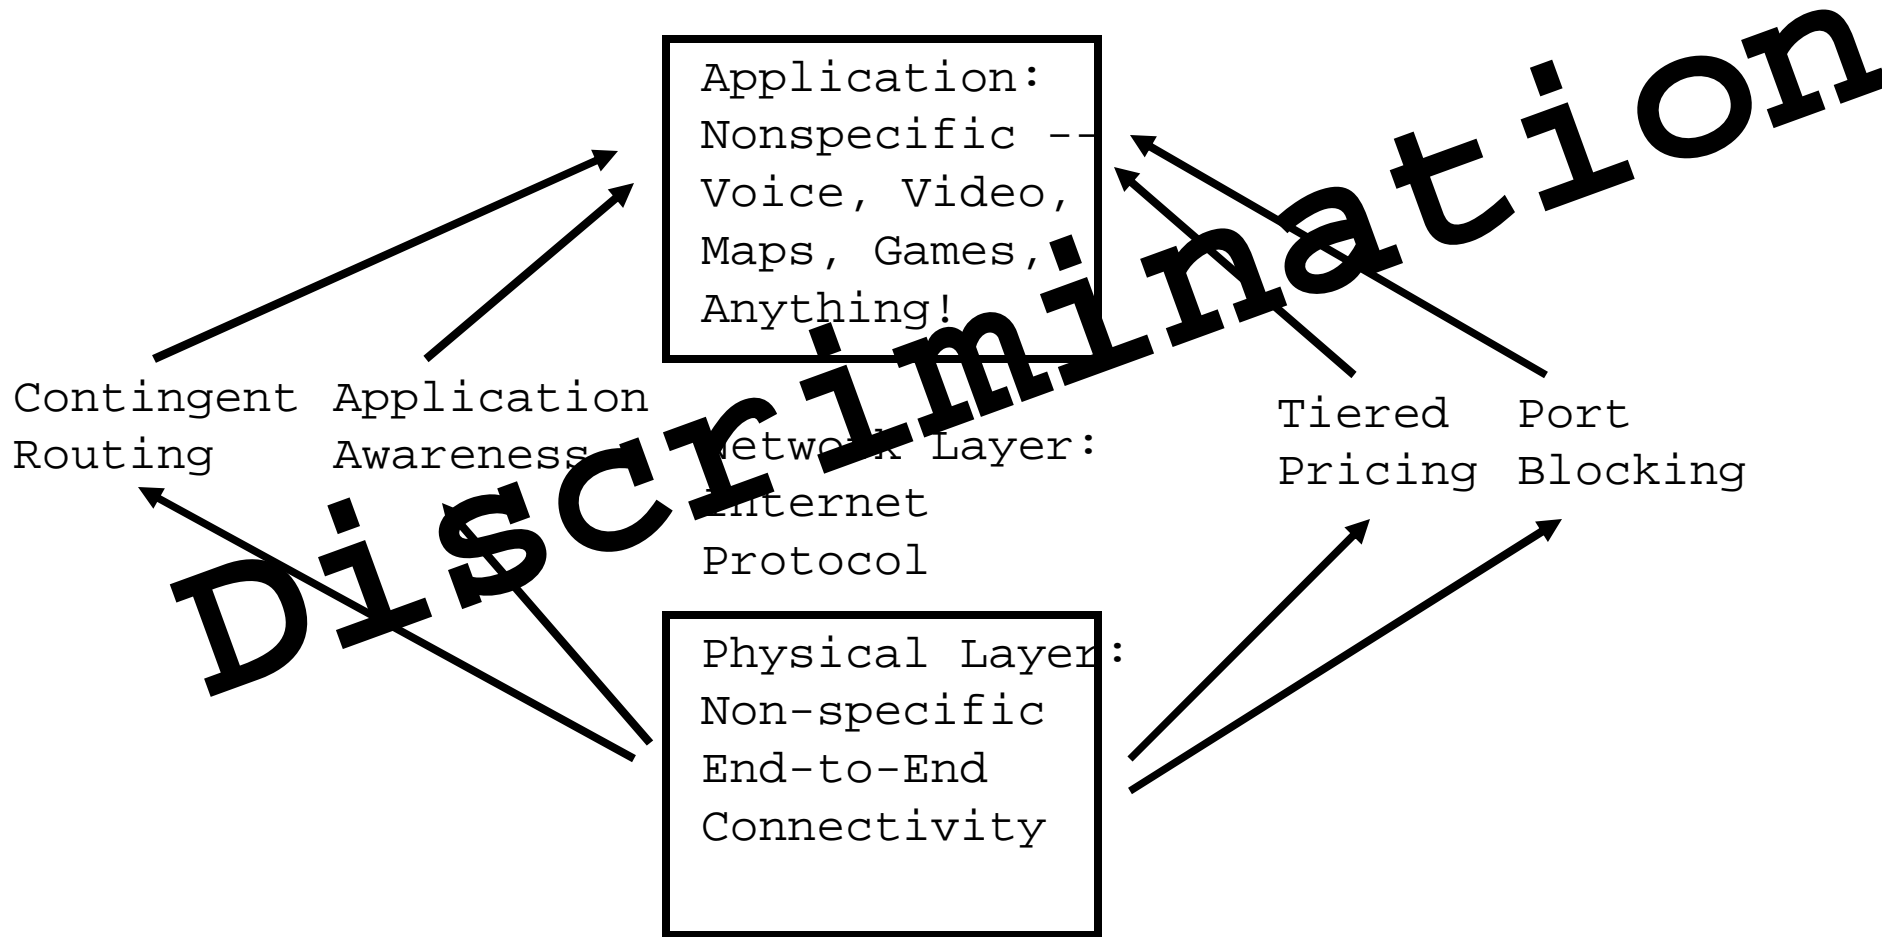 Application:
Nonspecific --
Voice, Video,
Maps, Games,
Anything!
Contingent
Routing
Application
Awareness
Network Layer:
Internet
Protocol
Tiered
Pricing
Port
Blocking
Physical Layer:
Non-specific
End-to-End
Connectivity
Discrimination